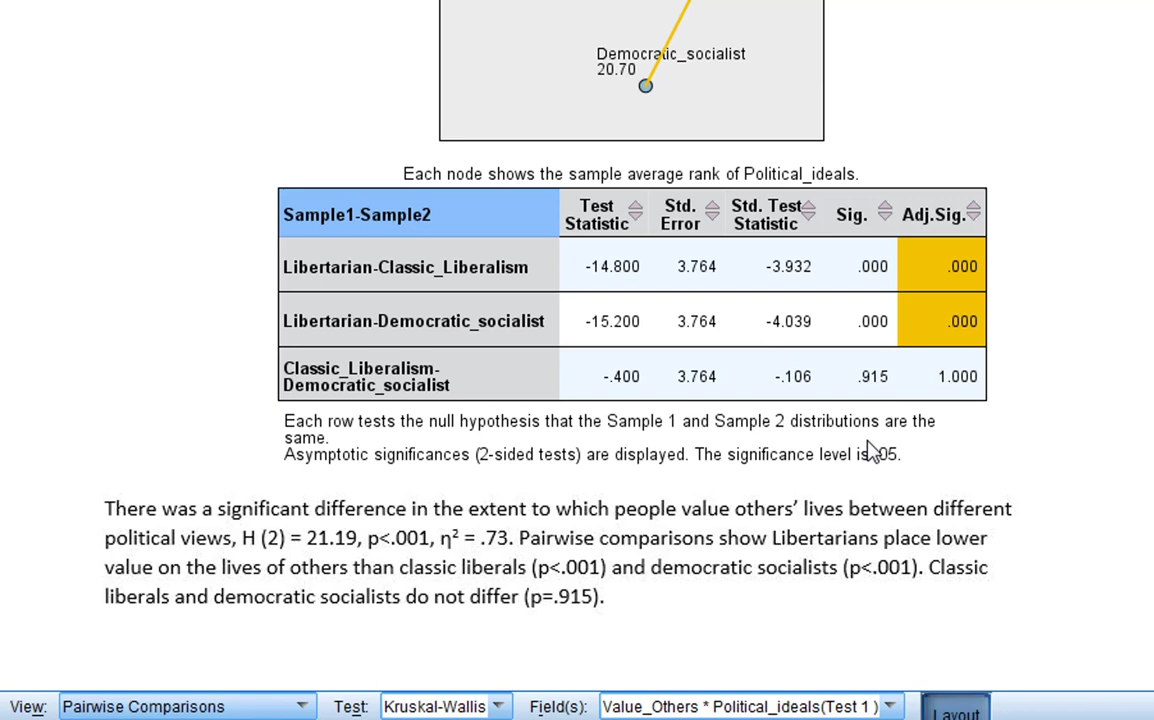 Democratic_socialist
20.70
Each node shows the sample average rank of Political_ideals.
Sample1-Sample2 Test Statistic Std. Error Std. Test Statistic Sig. Adj.Sig.
Libertarian-Classic_Liberalism -14.800 3.764 -3.932 .000 .000
Libertarian-Democratic_socialist -15.200 3.764 -4.039 .000 .000
Classic_Liberalism-
Democratic_socialist -.400 3.764 -.106 .915 1.000
Each row tests the null hypothesis that the Sample 1 and Sample 2 distributions are the
same.
Asymptotic significances (2-sided tests) are displayed. The significance level is .05.
There was a significant difference in the extent to which people value others’ lives between different
political views, H (2) = 21.19, p<.001, η² = .73. Pairwise comparisons show Libertarians place lower
value on the lives of others than classic liberals (p<.001) and democratic socialists (p<.001). Classic
liberals and democratic socialists do not differ (p=.915).
View: Pairwise Comparisons Test: Kruskal-Wallis Field(s): Value_Others * Political_ideals(Test 1 ) Layout